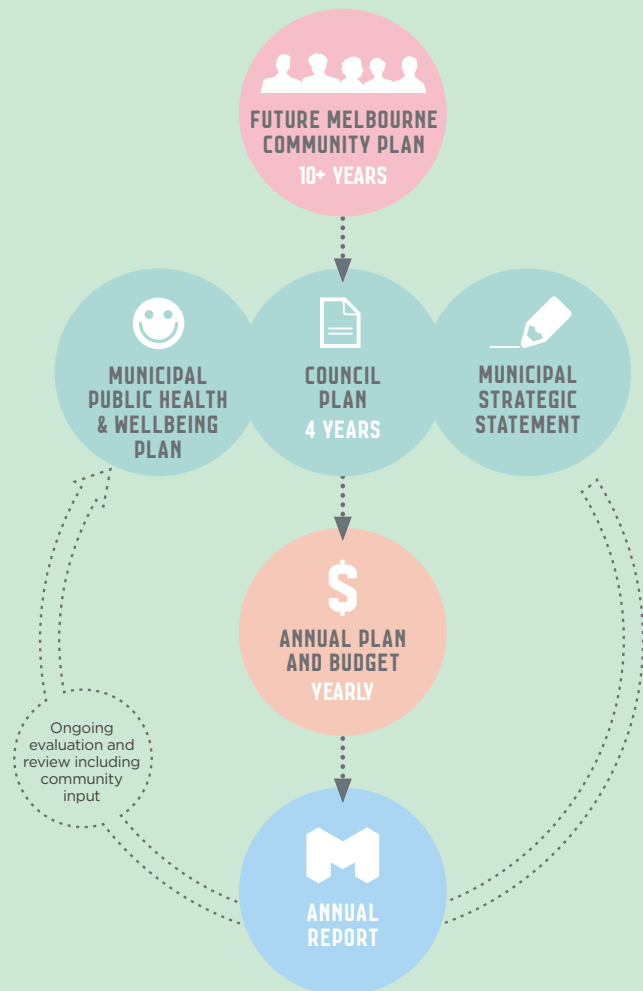 FUTURE MELBOURNE
COMMUNITY PLAN
10+ YEARS
MUNICIPAL
PUBLIC HEALTH
& WELLBEING
PLAN
COUNCIL
PLAN
4 YEARS
MUNICIPAL
STRATEGIC
STATEMENT
$
ANNUAL PLAN
AND BUDGET
YEARLY
Ongoing
evaluation and
review including
community
input
M
ANNUAL
REPORT